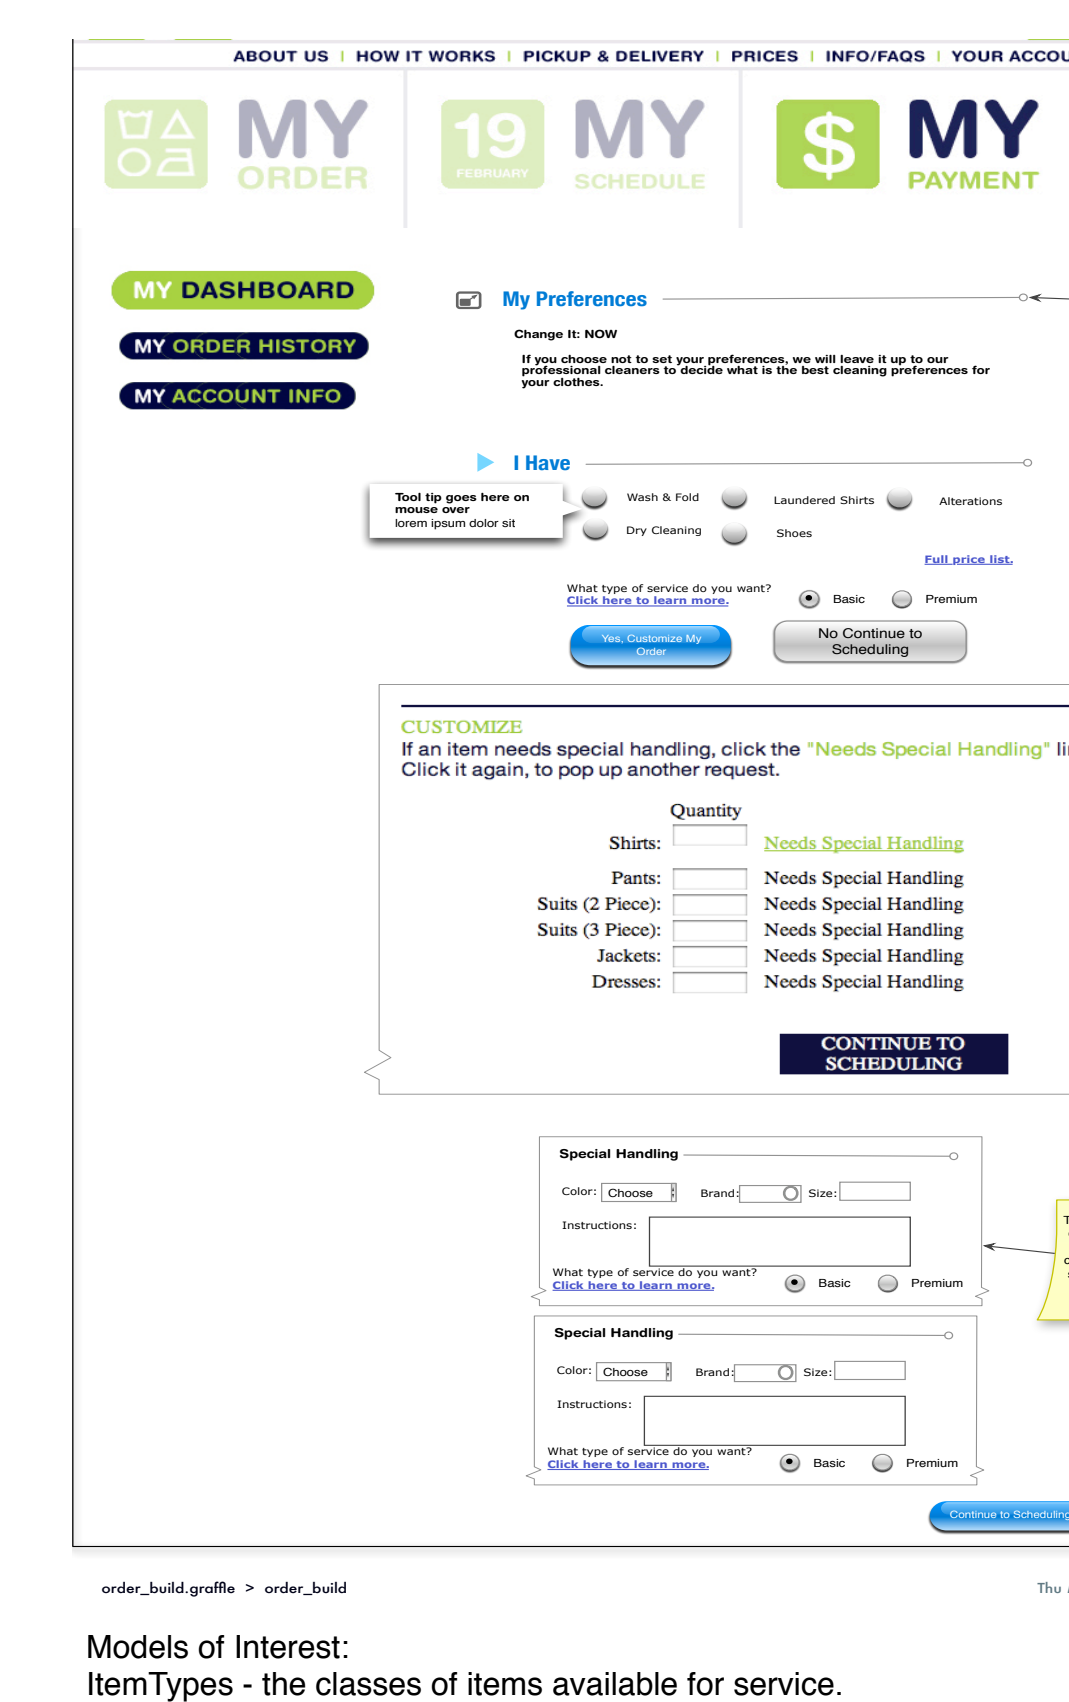 ABOUT US | HOW IT WORKS | PICKUP & DELIVERY | PRICES | INFO/FAQS | YOUR
MY ORDER
19 FEBRUARY
MY SCHEDULE
$
MY PAYMENT
MY DASHBOARD
MY ORDER HISTORY
MY ACCOUNT INFO
My Preferences
Change It: NOW
If you choose not to set your preferences, we will leave it up to our
professional cleaners to decide what is the best cleaning preferences for
your clothes.
I Have
Tool tip goes here on
mouse over
lorem ipsum dolor sit
Wash & Fold
Laundered Shirts
Alterations
Dry Cleaning
Shoes
Full price list.
What type of service do you want?
Click here to learn more.
Basic
Premium
Yes, Customize My
Order
No Continue to
Scheduling
CUSTOMIZE
If an item needs special handling, click the "Needs Special Handling"
Click it again, to pop up another request.
Quantity
Shirts: Needs Special Handling
Pants: Needs Special Handling
Suits (2 Piece): Needs Special Handling
Suits (3 Piece): Needs Special Handling
Jackets: Needs Special Handling
Dresses: Needs Special Handling
CONTINUE TO
SCHEDULING
Special Handling
Color: Choose Brand: Size:
Instructions:
What type of service do you want?
Click here to learn more.
Basic Premium
Special Handling
Color: Choose Brand: Size:
Instructions:
What type of service do you want?
Click here to learn more.
Basic Premium
Continue to Scheduling
order_build.graffle > order_build
Thu
Models of Interest:
ItemTypes - the classes of items available for service.